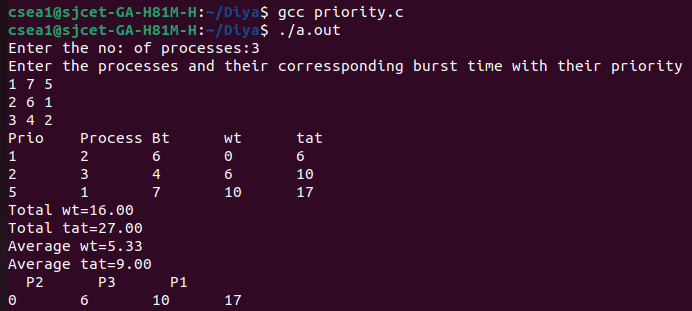 csea1@sjcet-GA-H81M-H:~/Diya$ gcc priority.c
csea1@sjcet-GA-H81M-H:~/Diya$ ./a.out
Enter the no: of processes:3
Enter the processes and their corressponding burst time with their priority
1 7 5
2 6 1
3 4 2
Prio Process Bt wt tat
1 2 6 0 6
2 3 4 6 10
5 1 7 10 17
Total wt=16.00
Total tat=27.00
Average wt=5.33
Average tat=9.00
P2 P3 P1
0 6 10 17